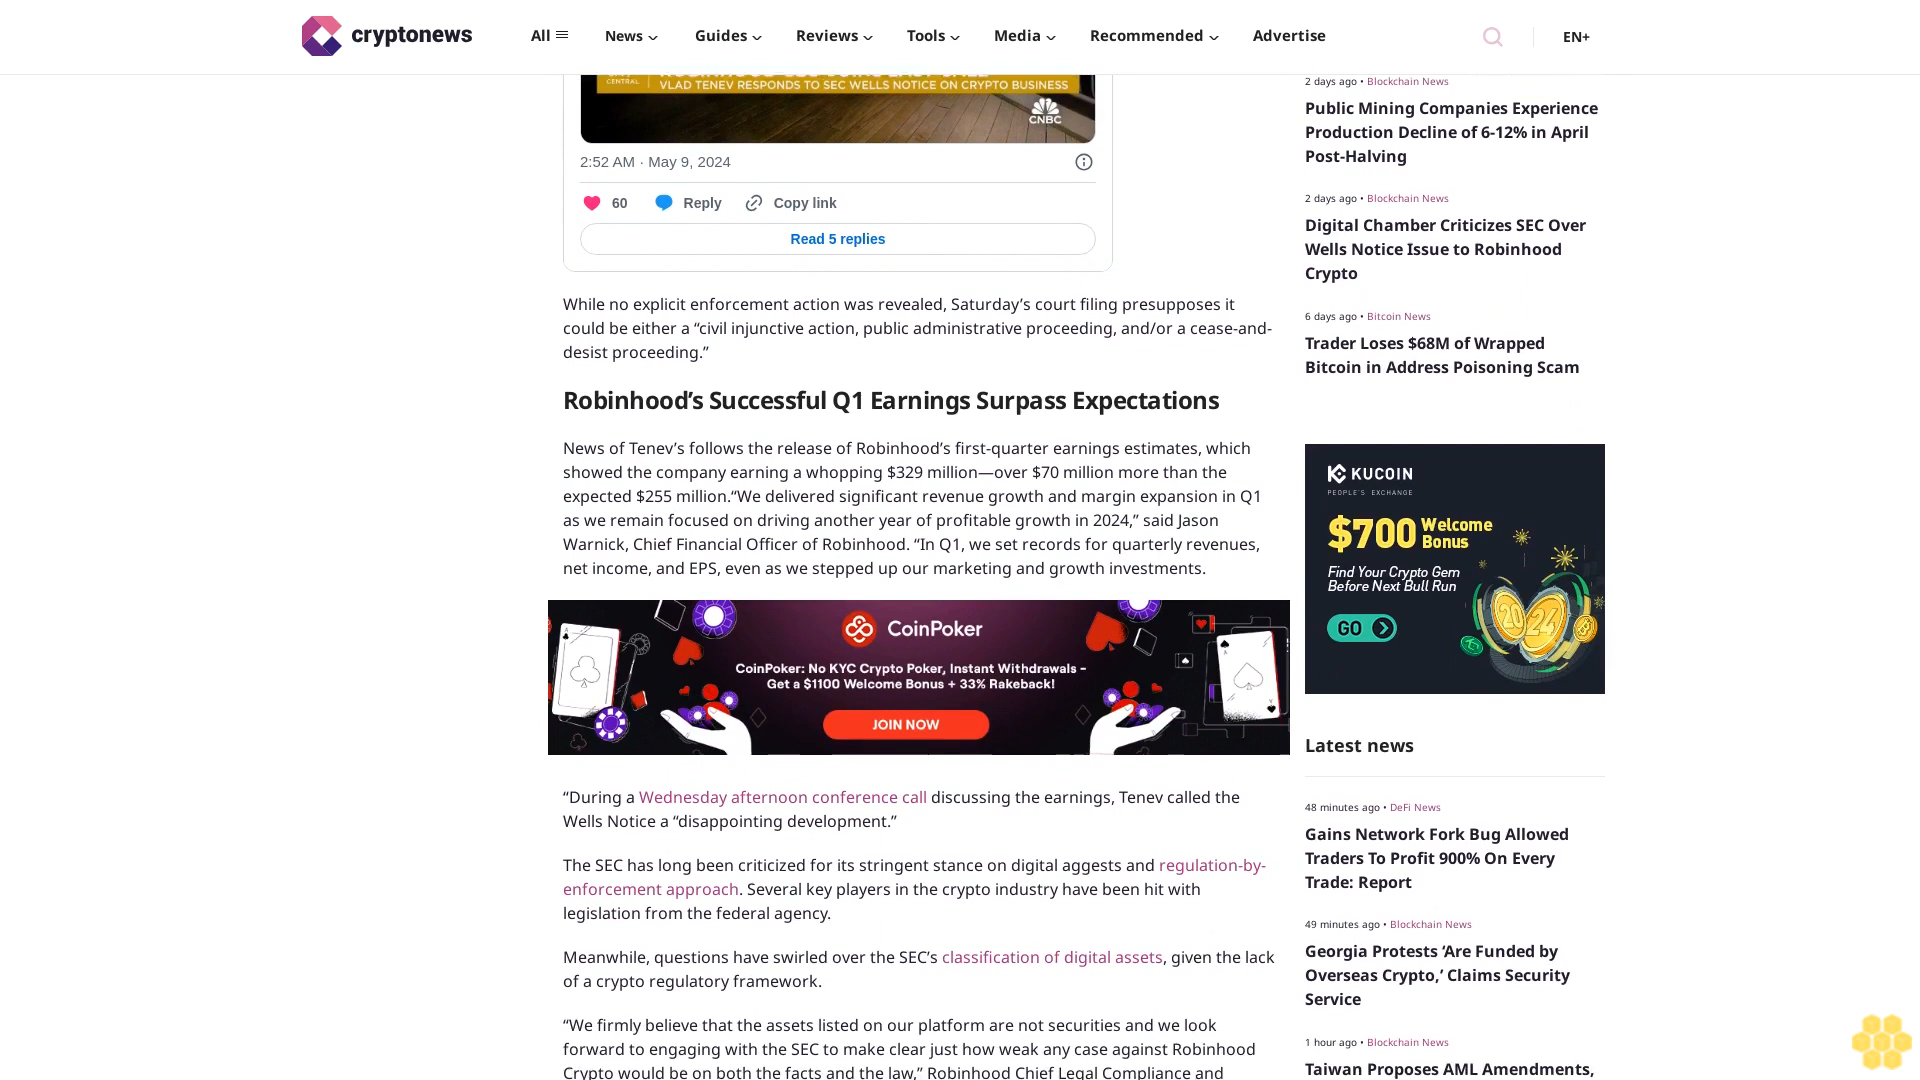 cryptonews
All
News
Guides
Reviews
Tools
Media
Recommended
Advertise
EN+
CENTRAL
VLAD TENEV RESPONDS TO SEC WELLS NOTICE ON CRYPTO BUSINESS
CNBC
2:52 AM · May 9, 2024
60
Reply
Copy link
Read 5 replies
While no explicit enforcement action was revealed, Saturday’s court filing presupposes it
could be either a “civil injunctive action, public administrative proceeding, and/or a cease-and-
desist proceeding.”
Robinhood’s Successful Q1 Earnings Surpass Expectations
News of Tenev’s follows the release of Robinhood’s first-quarter earnings estimates, which
showed the company earning a whopping $329 million—over $70 million more than the
expected $255 million.“We delivered significant revenue growth and margin expansion in Q1
as we remain focused on driving another year of profitable growth in 2024,” said Jason
Warnick, Chief Financial Officer of Robinhood. “In Q1, we set records for quarterly revenues,
net income, and EPS, even as we stepped up our marketing and growth investments.
CoinPoker
CoinPoker: No KYC Crypto Poker, Instant Withdrawals -
Get a $1100 Welcome Bonus + 33% Rakeback!
JOIN NOW
“During a Wednesday afternoon conference call discussing the earnings, Tenev called the
Wells Notice a “disappointing development.”
The SEC has long been criticized for its stringent stance on digital aggests and regulation-by-
enforcement approach. Several key players in the crypto industry have been hit with
legislation from the federal agency.
Meanwhile, questions have swirled over the SEC’s classification of digital assets, given the lack
of a crypto regulatory framework.
“We firmly believe that the assets listed on our platform are not securities and we look
forward to engaging with the SEC to make clear just how weak any case against Robinhood
Crypto would be on both the facts and the law,” Robinhood Chief Legal Compliance and
2 days ago • Blockchain News
Public Mining Companies Experience
Production Decline of 6-12% in April
Post-Halving
2 days ago • Blockchain News
Digital Chamber Criticizes SEC Over
Wells Notice Issue to Robinhood
Crypto
6 days ago • Bitcoin News
Trader Loses $68M of Wrapped
Bitcoin in Address Poisoning Scam
KUCOIN
PEOPLE'S EXCHANGE
$700 Welcome
Bonus
Find Your Crypto Gem
Before Next Bull Run
GO
20 24
Latest news
48 minutes ago • DeFi News
Gains Network Fork Bug Allowed
Traders To Profit 900% On Every
Trade: Report
49 minutes ago • Blockchain News
Georgia Protests ‘Are Funded by
Overseas Crypto,’ Claims Security
Service
1 hour ago • Blockchain News
Taiwan Proposes AML Amendments,